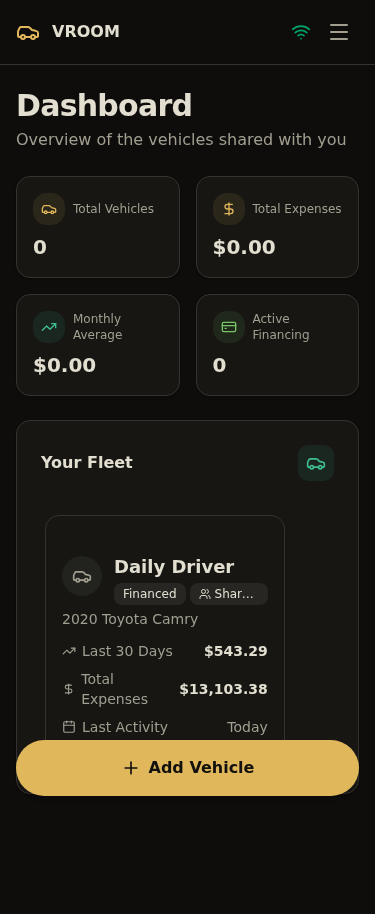 VROOM
Dashboard
Overview of the vehicles shared with you
Total Vehicles
0
Total Expenses
$0.00
Monthly
Average
$0.00
Active
Financing
0
Your Fleet
Daily Driver
Financed
Shar...
2020 Toyota Camry
Last 30 Days $543.29
Total
Expenses $13,103.38
Last Activity Today
Add Vehicle